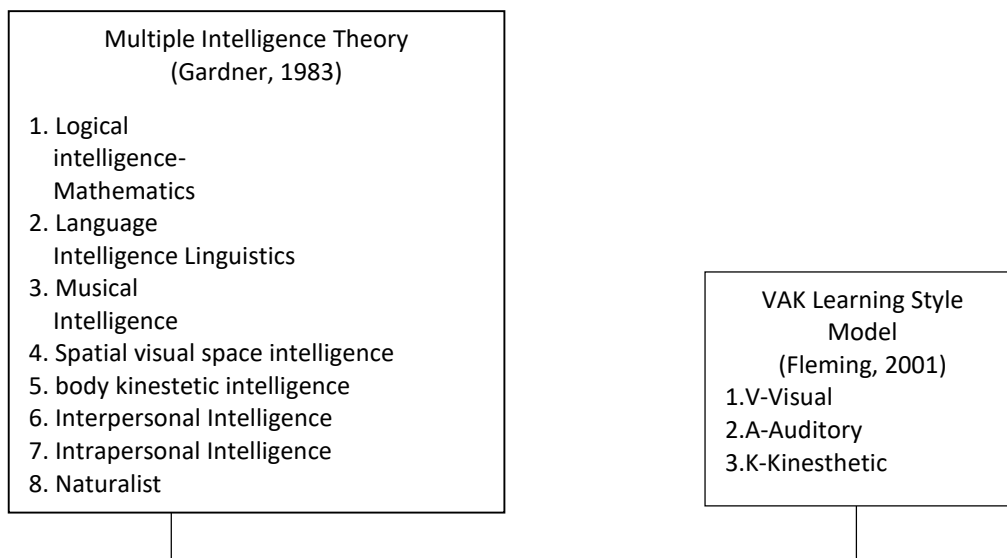 Multiple Intelligence Theory
(Gardner, 1983)
1. Logical
intelligence-
Mathematics
2. Language
Intelligence Linguistics
3. Musical
Intelligence
4. Spatial visual space intelligence
5. body kinestetic intelligence
6. Interpersonal Intelligence
7. Intrapersonal Intelligence
8. Naturalist
VAK Learning Style
Model
(Fleming, 2001)
1.V-Visual
2.A-Auditory
3.K-Kinesthetic